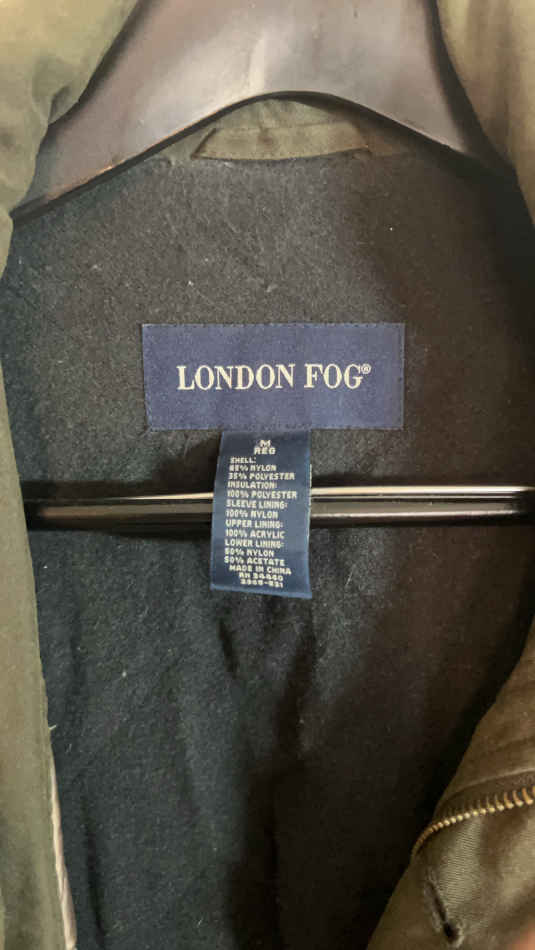 LONDON FOG®
M
REG
SHELL:
65% NYLON
35% POLYESTER
INSULATION:
100% POLYESTER
SLEEVE LINING:
100% NYLON
UPPER LINING:
100% ACRYLIC
LOWER LINING:
50% NYLON
50% ACETATE
MADE IN CHINA
RN 34460